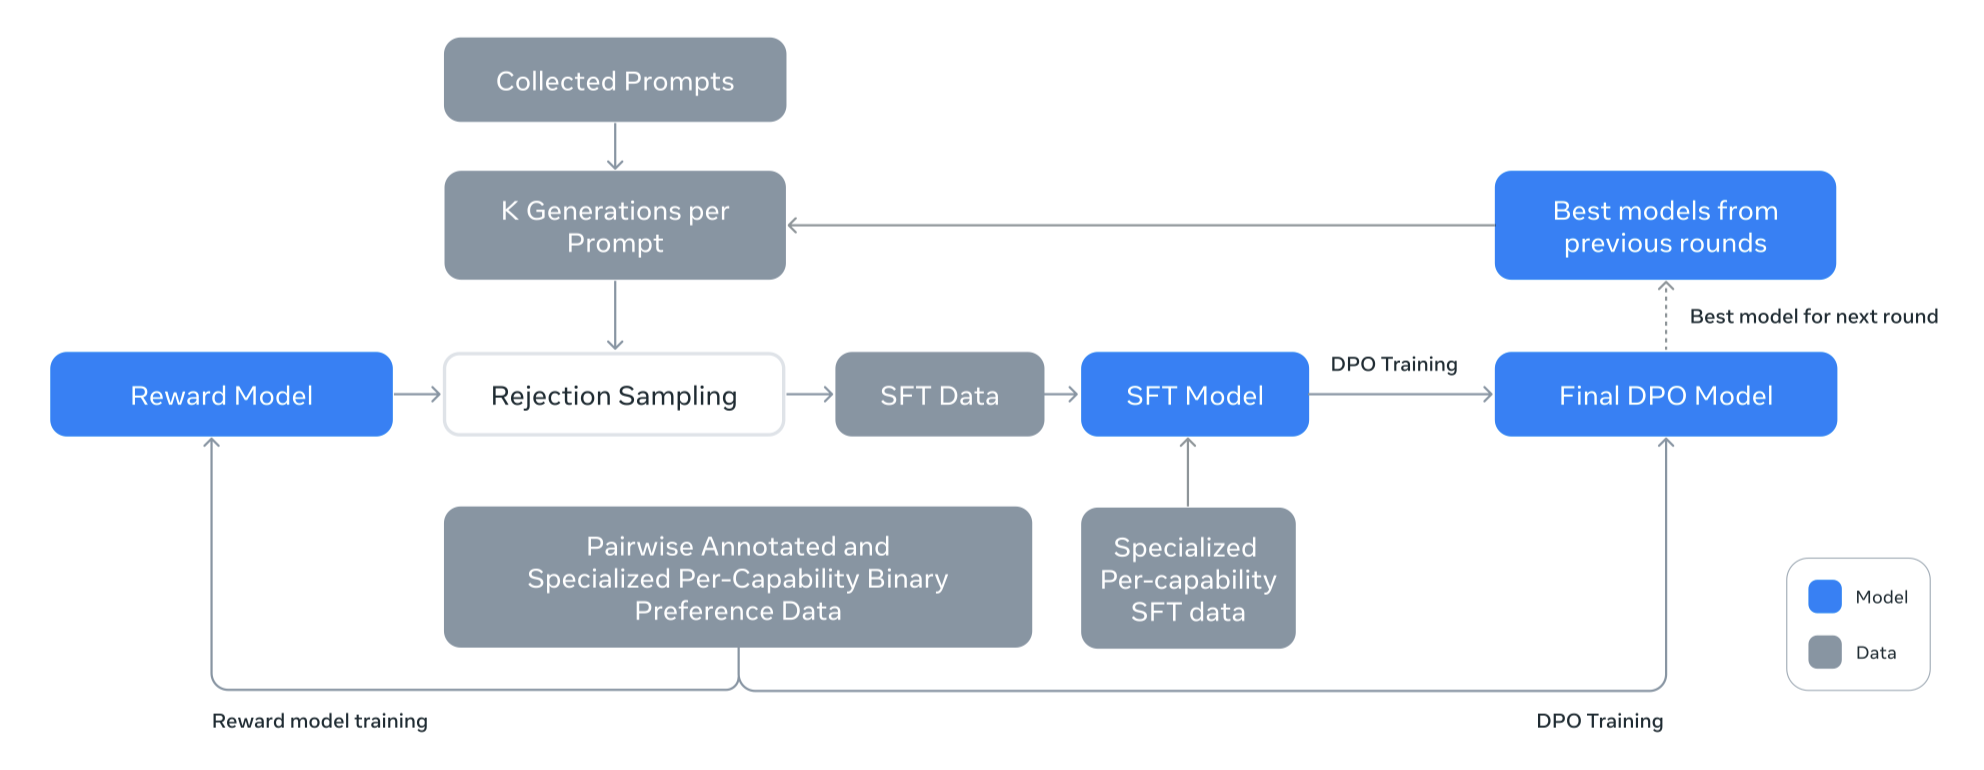 Collected Prompts
K Generations per
Prompt
Best models from
previous rounds
Best model for next round
Reward Model
Rejection Sampling
SFT Data
SFT Model
DPO Training
Final DPO Model
Pairwise Annotated and
Specialized Per-Capability Binary
Preference Data
Specialized
Per-capability
SFT data
Model
Data
Reward model training
DPO Training